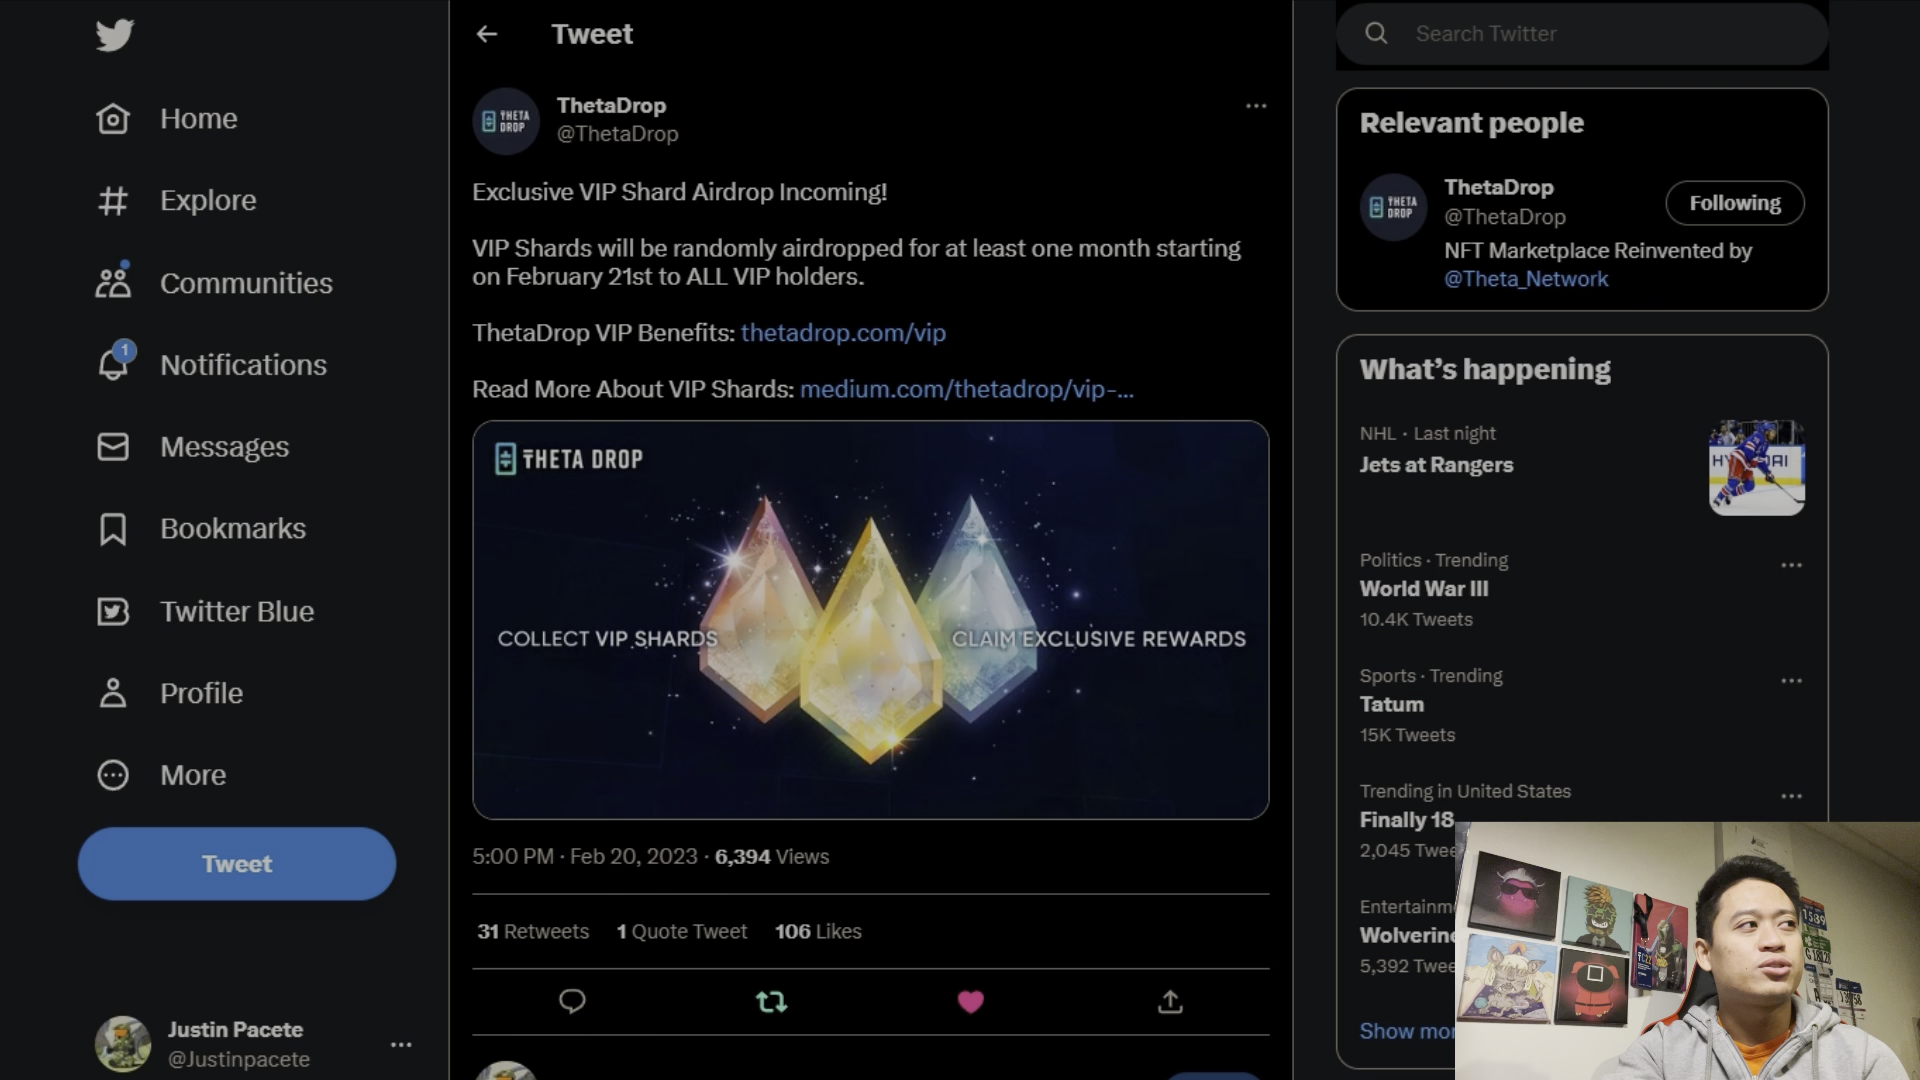 Home
Explore
Communities
1
Notifications
Messages
Bookmarks
Twitter Blue
Profile
More
Tweet
Justin Pacete
@Justinpacete
Tweet
THETA DROP
ThetaDrop
@ThetaDrop
Exclusive VIP Shard Airdrop Incoming!
VIP Shards will be randomly airdropped for at least one month starting
on February 21st to ALL VIP holders.
ThetaDrop VIP Benefits: thetadrop.com/vip
Read More About VIP Shards: medium.com/thetadrop/vip-...
THETA DROP
COLLECT VIP SHARDS
CLAIM EXCLUSIVE REWARDS
5:00 PM · Feb 20, 2023 · 6,394 Views
31 Retweets 1 Quote Tweet 106 Likes
Search Twitter
Relevant people
THETA DROP
ThetaDrop
@ThetaDrop
Following
NFT Marketplace Reinvented by
@Theta_Network
What's happening
NHL · Last night
Jets at Rangers
Politics · Trending
World War III
10.4K Tweets
Sports · Trending
Tatum
15K Tweets
Trending in United States
Finally 18
2,045 Twee
Entertainm
Wolverine
5,392 Twee
Show mor